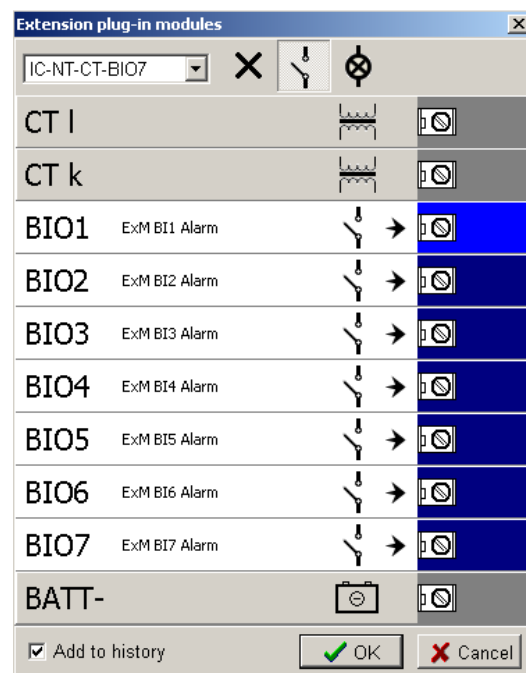 Extension plug-in modules
IC-NT-CT-BIO7
CT l
CT k
BIO1 ExM BI1 Alarm
BIO2 ExM BI2 Alarm
BIO3 ExM BI3 Alarm
BIO4 ExM BI4 Alarm
BIO5 ExM BI5 Alarm
BIO6 ExM BI6 Alarm
BIO7 ExM BI7 Alarm
BATT-
Add to history OK Cancel